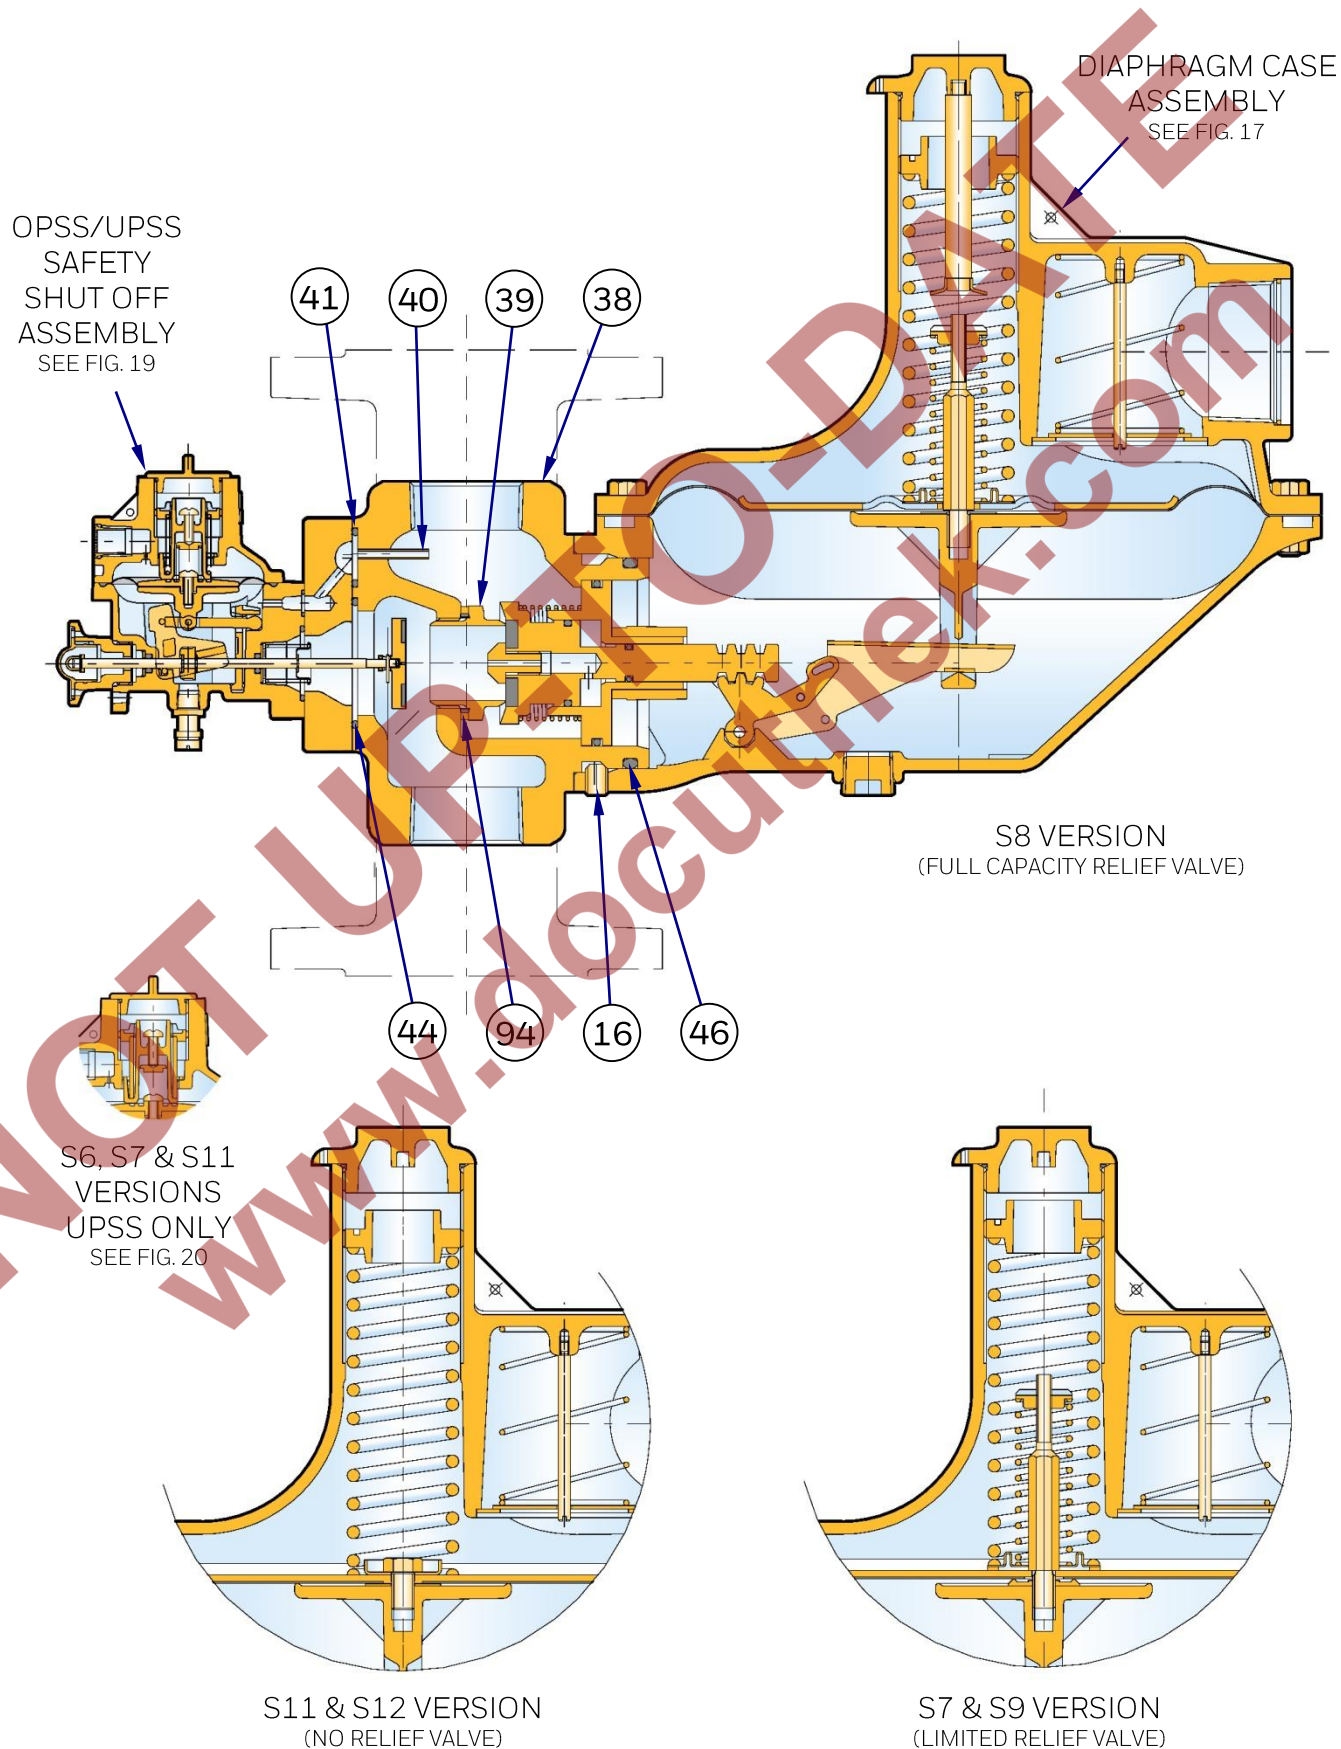 DIAPHRAGM CASE
ASSEMBLY
SEE FIG. 17
OPSS/UPSS
SAFETY
SHUT OFF
ASSEMBLY
SEE FIG. 19
41
40
39
38
S8 VERSION
(FULL CAPACITY RELIEF VALVE)
44
94
16
46
S6, S7 & S11
VERSIONS
UPSS ONLY
SEE FIG. 20
S11 & S12 VERSION
(NO RELIEF VALVE)
S7 & S9 VERSION
(LIMITED RELIEF VALVE)
NOT UP-TO-DATE
www.docuthek.com